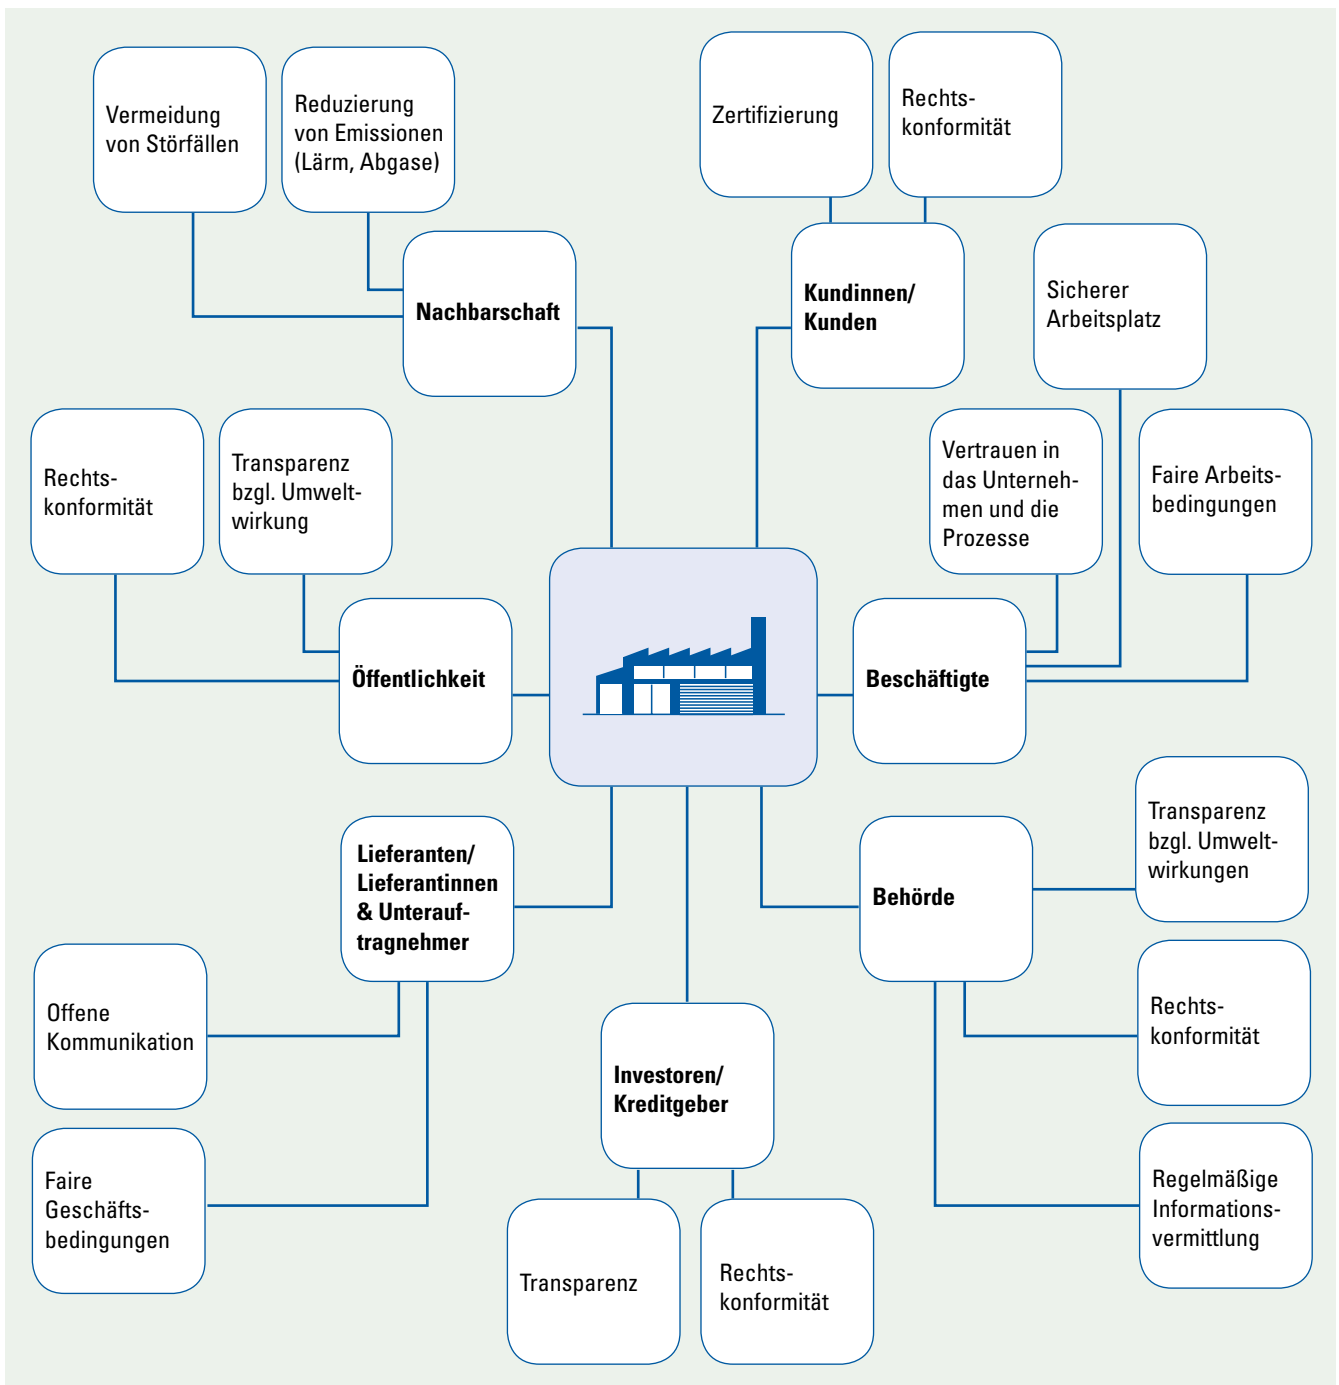 Vermeidung
von Störfällen
Reduzierung
von Emissionen
(Lärm, Abgase)
Zertifizierung
Rechts-
konformität
Nachbarschaft
Kundinnen/
Kunden
Sicherer
Arbeitsplatz
Rechts-
konformität
Transparenz
bzgl. Umwelt-
wirkung
Vertrauen in
das Unterneh-
men und die
Prozesse
Faire Arbeits-
bedingungen
Öffentlichkeit
Beschäftigte
Lieferanten/
Lieferantinnen
& Unterauf-
tragnehmer
Behörde
Transparenz
bzgl. Umwelt-
wirkungen
Offene
Kommunikation
Investoren/
Kreditgeber
Rechts-
konformität
Faire
Geschäfts-
bedingungen
Transparenz
Rechts-
konformität
Regelmäßige
Informations-
vermittlung